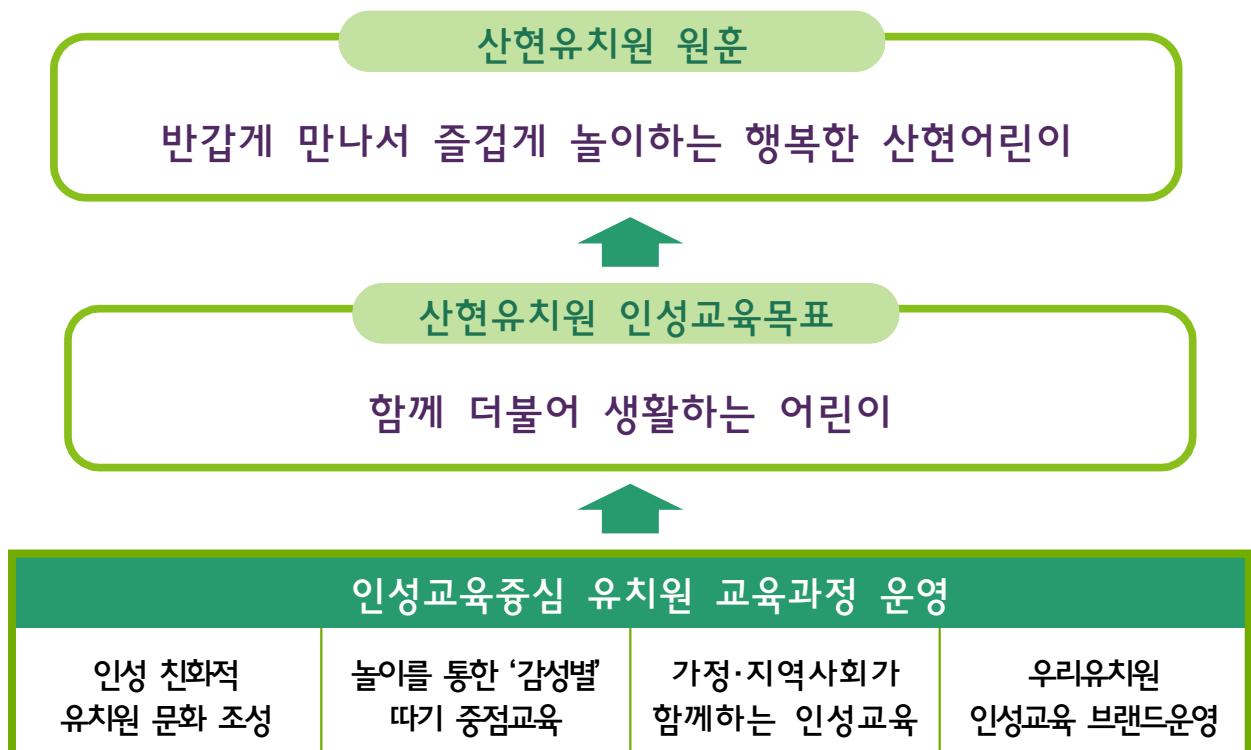 산현유치원 원훈
반갑게 만나서 즐겁게 놀이하는 행복한 산현어린이
산현유치원 인성교육목표
함께 더불어 생활하는 어린이
인성교육중심 유치원 교육과정 운영
인성 친화적
유치원 문화 조성
놀이를 통한 ‘감성별’
따기 중점교육
가정·지역사회가
함께하는 인성교육
우리유치원
인성교육 브랜드운영